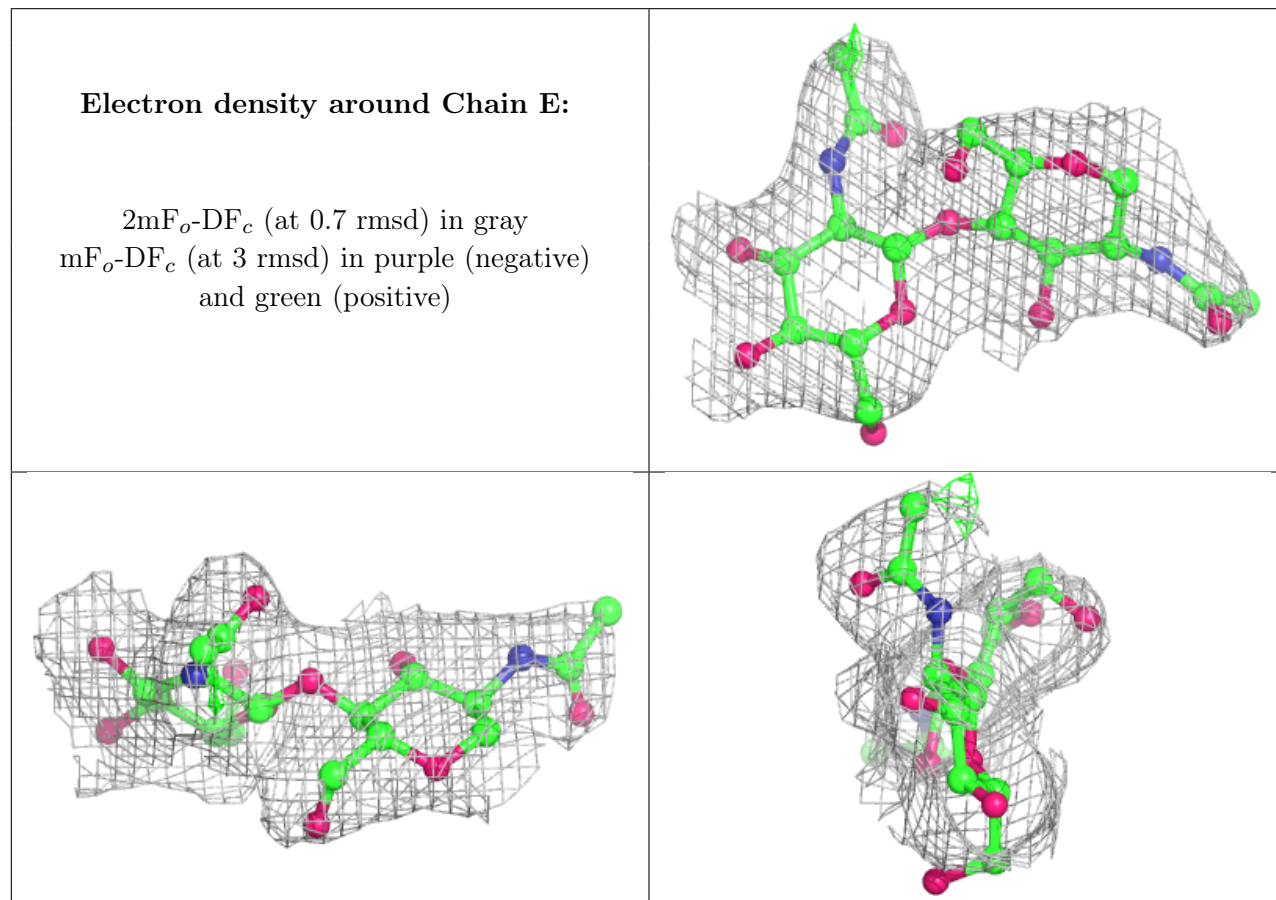 Electron density around Chain E:
2mFo-DFc (at 0.7 rmsd) in gray
mFo-DFc (at 3 rmsd) in purple (negative)
and green (positive)